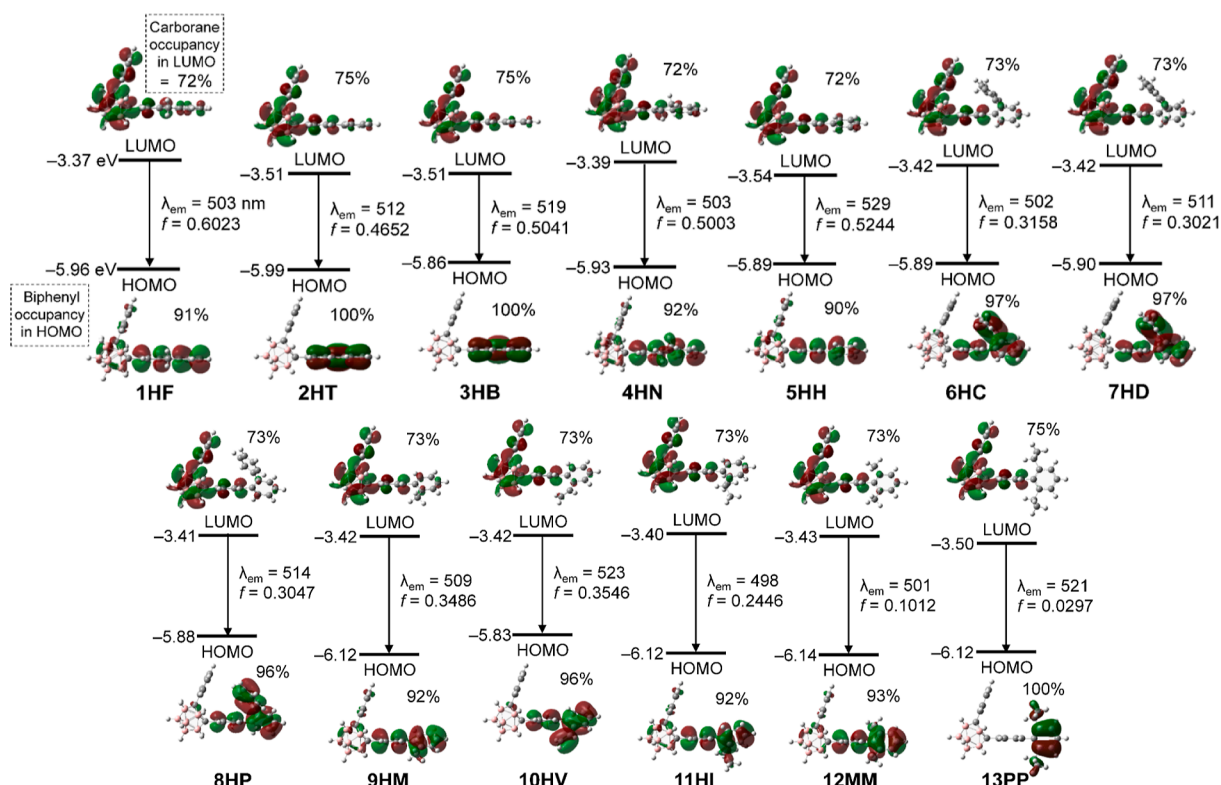 Carborane
occupancy
in LUMO
= 72%
75%
75%
72%
72%
73%
73%
LUMO
LUMO
LUMO
LUMO
LUMO
LUMO
LUMO
–3.37 eV
–3.51
–3.51
–3.39
–3.54
–3.42
–3.42
λem = 503 nm
f = 0.6023
λem = 512
f = 0.4652
λem = 519
f = 0.5041
λem = 503
f = 0.5003
λem = 529
f = 0.5244
λem = 502
f = 0.3158
λem = 511
f = 0.3021
–5.96 eV
–5.99
–5.86
–5.93
–5.89
–5.89
–5.90
HOMO
HOMO
HOMO
HOMO
HOMO
HOMO
HOMO
Biphenyl
occupancy
in HOMO
91%
100%
100%
92%
90%
97%
97%
1HF
2HT
3HB
4HN
5HH
6HC
7HD
73%
73%
73%
73%
73%
75%
LUMO
LUMO
LUMO
LUMO
LUMO
LUMO
–3.41
–3.42
–3.42
–3.40
–3.43
–3.50
λem = 514
f = 0.3047
λem = 509
f = 0.3486
λem = 523
f = 0.3546
λem = 498
f = 0.2446
λem = 501
f = 0.1012
λem = 521
f = 0.0297
–5.88
–6.12
–5.83
–6.12
–6.14
–6.12
HOMO
HOMO
HOMO
HOMO
HOMO
HOMO
96%
92%
96%
92%
93%
100%
8HP
9HM
10HV
11HI
12MM
13PP